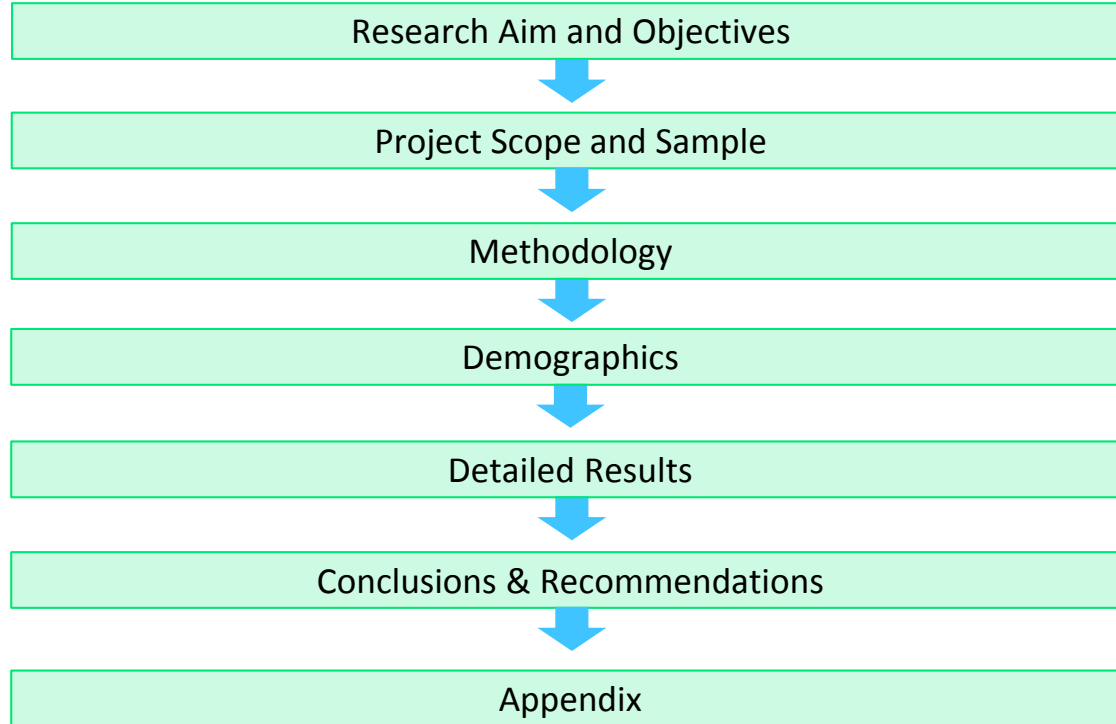 Research Aim and Objectives
Project Scope and Sample
Methodology
Demographics
Detailed Results
Conclusions & Recommendations
Appendix